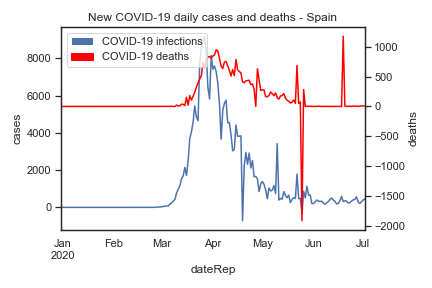 New COVID-19 daily cases and deaths - Spain
COVID-19 infections
COVID-19 deaths
8000
6000
4000
2000
0
cases
1000
500
0
−500
−1000
−1500
−2000
deaths
Jan Feb Mar Apr May Jun Jul
2020
dateRep